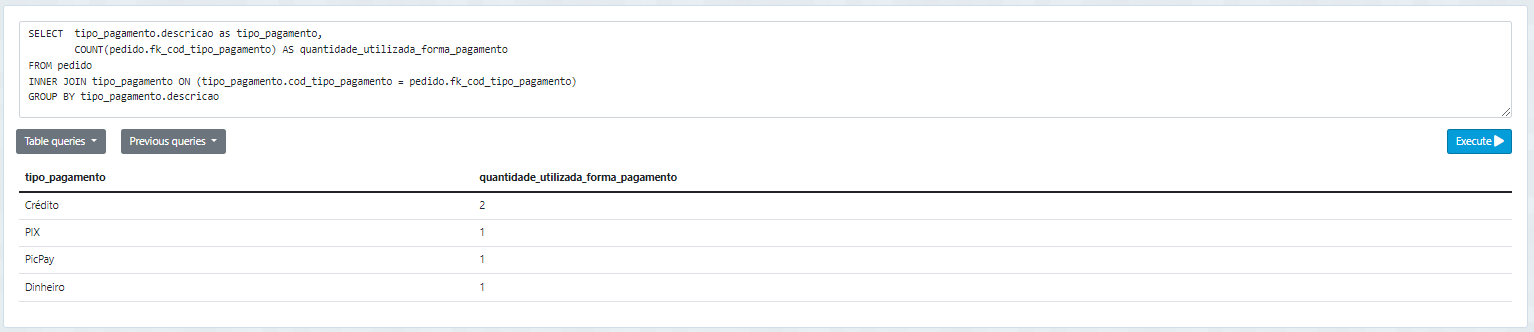 SELECT  tipo_pagamento.descricao as tipo_pagamento,
        COUNT(pedido.fk_cod_tipo_pagamento) AS quantidade_utilizada_forma_pagamento
FROM pedido
INNER JOIN tipo_pagamento ON (tipo_pagamento.cod_tipo_pagamento = pedido.fk_cod_tipo_pagamento)
GROUP BY tipo_pagamento.descricao
Table queries Previous queries Execute
tipo_pagamento quantidade_utilizada_forma_pagamento
Crédito 2
PIX 1
PicPay 1
Dinheiro 1